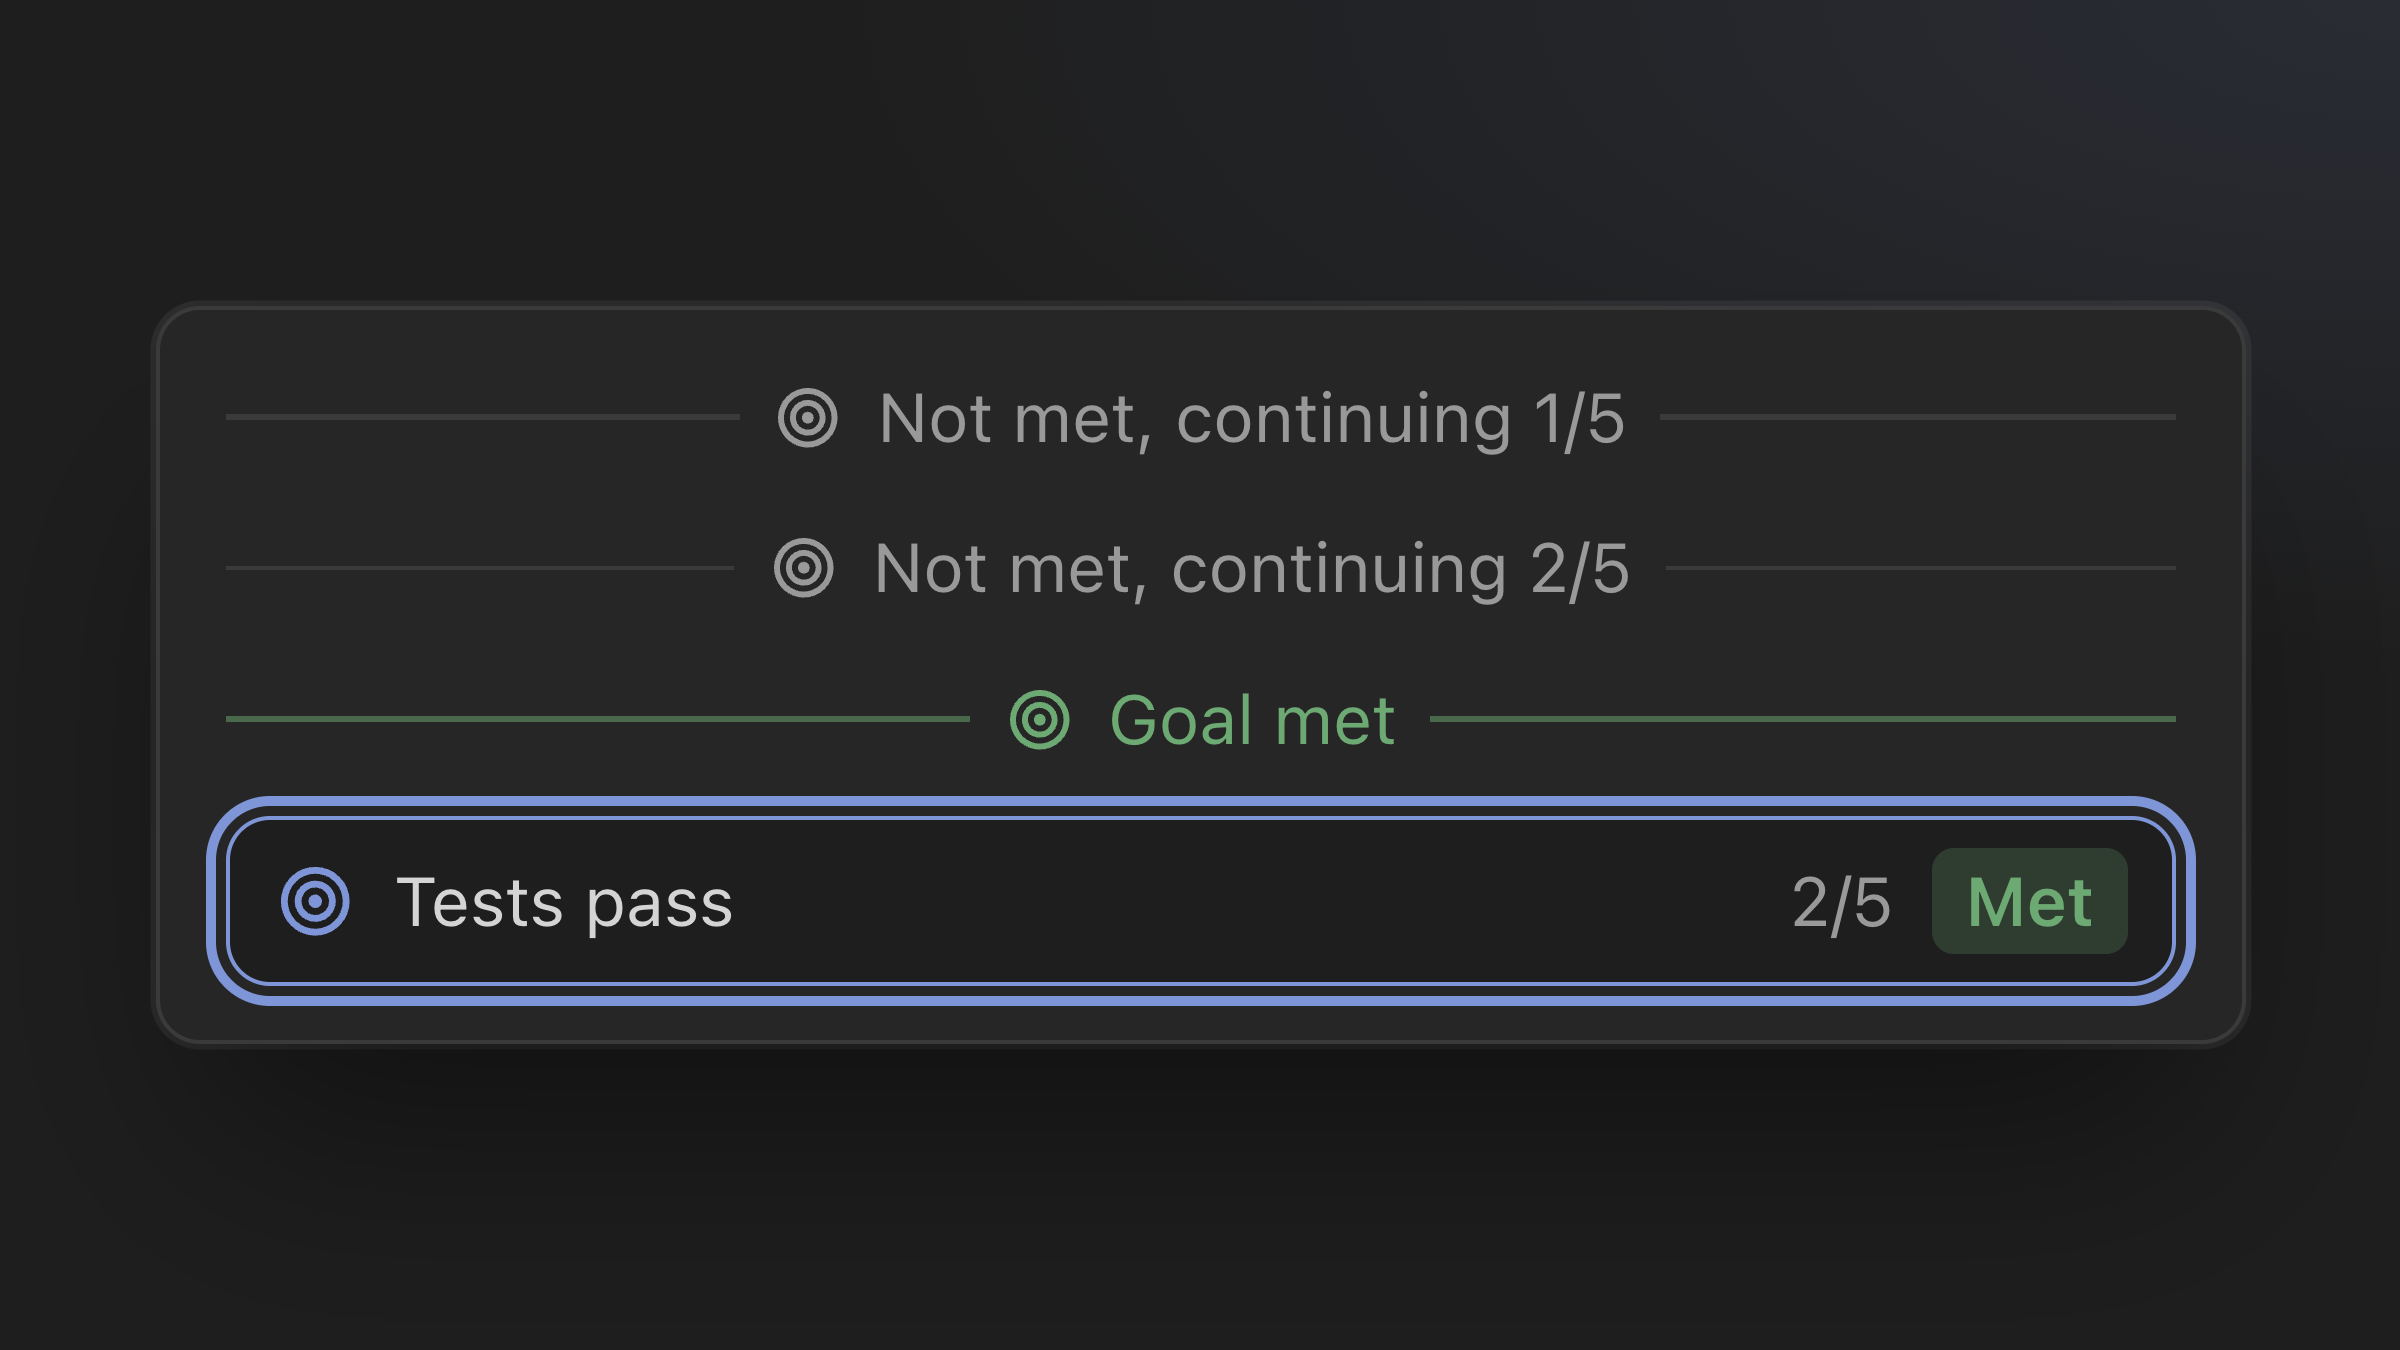 Not met, continuing 1/5
Not met, continuing 2/5
Goal met
Tests pass 2/5 Met